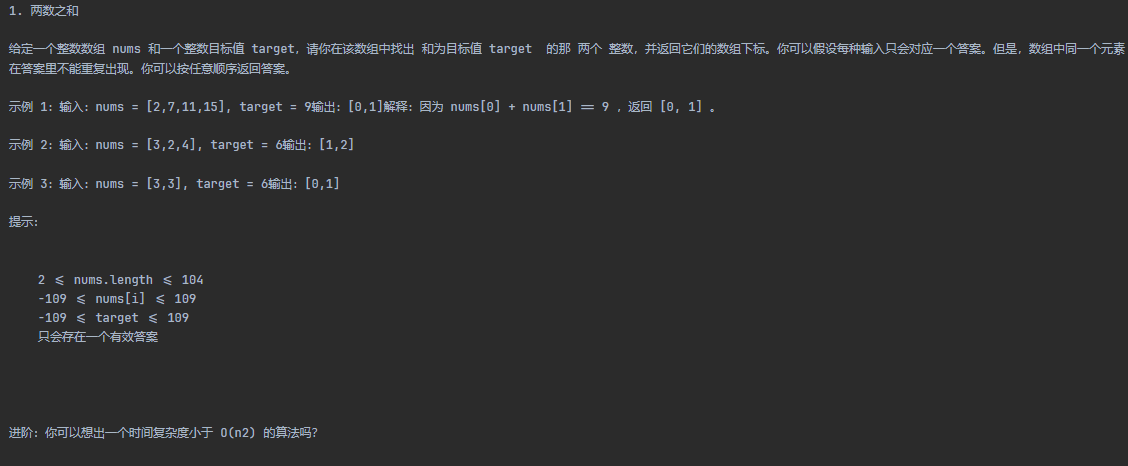 1. 两数之和
给定一个整数数组 nums 和一个整数目标值 target，请你在该数组中找出 和为目标值 target  的那 两个 整数，并返回它们的数组下标。你可以假设每种输入只会对应一个答案。但是，数组中同一个元素
在答案里不能重复出现。你可以按任意顺序返回答案。
示例 1：输入：nums = [2,7,11,15], target = 9输出：[0,1]解释：因为 nums[0] + nums[1] == 9 ，返回 [0, 1] 。
示例 2：输入：nums = [3,2,4], target = 6输出：[1,2]
示例 3：输入：nums = [3,3], target = 6输出：[0,1]
提示：
2 <= nums.length <= 104
-109 <= nums[i] <= 109
-109 <= target <= 109
只会存在一个有效答案
进阶：你可以想出一个时间复杂度小于 O(n2) 的算法吗？